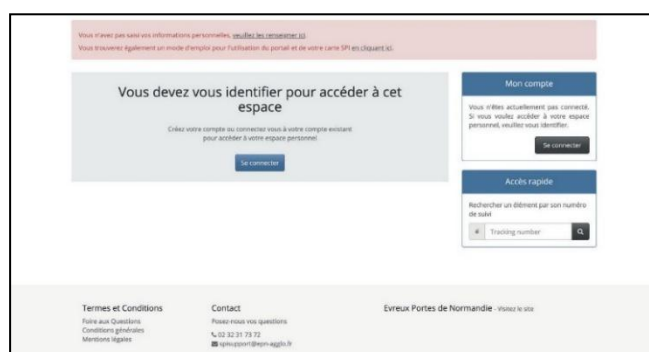 Vous n'avez pas saisi vos informations personnelles, veuillez les renseigner ici.
Vous trouverez également un mode d'emploi pour l'utilisation du portail et de votre carte SPI en cliquant ici.
Vous devez vous identifier pour accéder à cet
espace
Créez votre compte ou connectez vous à votre compte existant
pour accéder à votre espace personnel
Se connecter
Mon compte
Vous n'êtes actuellement pas connecté.
Si vous voulez accéder à votre espace
personnel, veuillez vous identifier.
Se connecter
Accès rapide
Rechercher un élément par son numéro
de suivi
# Tracking number
Termes et Conditions
Foire aux Questions
Conditions générales
Mentions légales
Contact
Posez-nous vos questions
02 32 31 73 72
spisupport@epn-agglo.fr
Evreux Portes de Normandie - Visitez le site